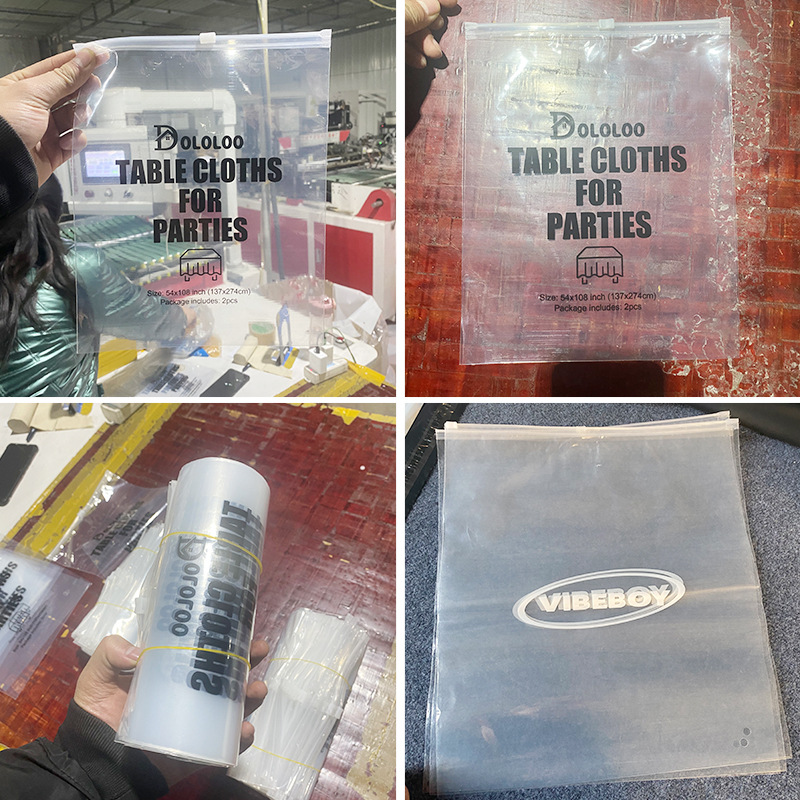 DOLOLOO
TABLE CLOTHS
FOR
PARTIES
Size: 54x108 inch (137x274cm)
Package includes: 2pcs
DOLOLOO
TABLE CLOTHS
FOR
PARTIES
Size: 54x108 inch (137x274cm)
Package includes: 2pcs
DOLOLOO
VIBEBOY